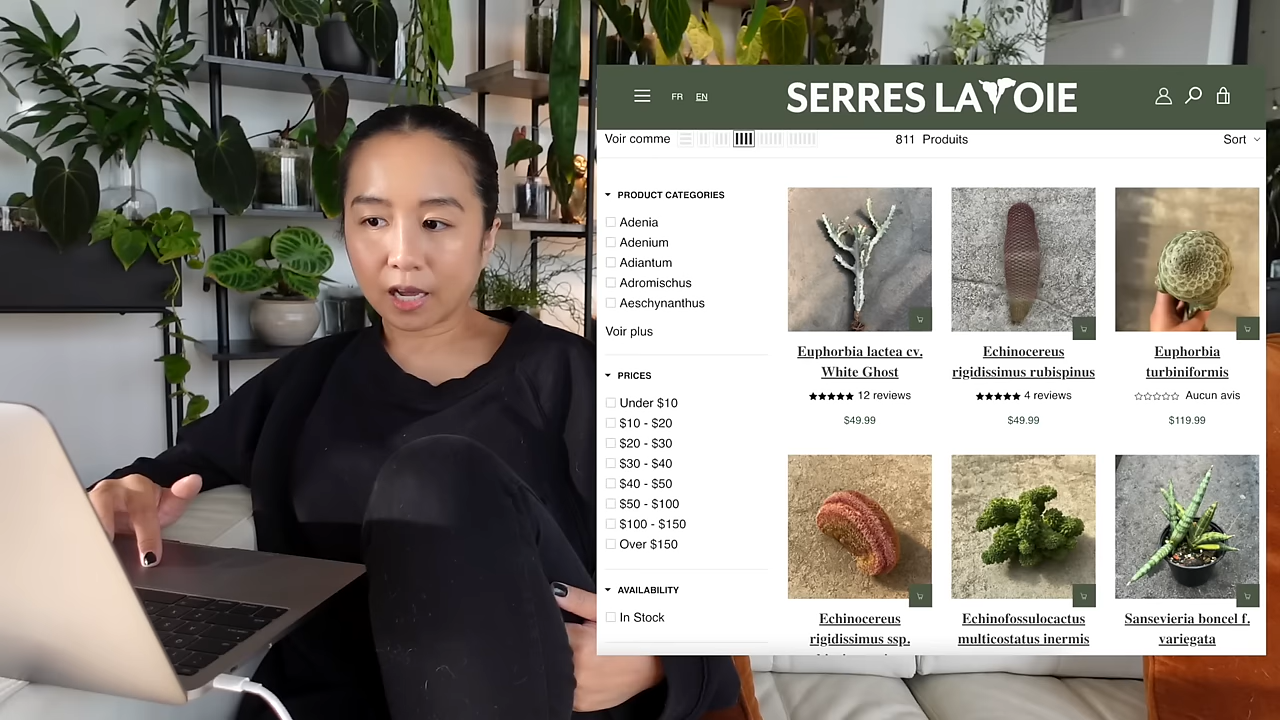 FR EN SERRES LAVOIE
Voir comme 811 Produits Sort
PRODUCT CATEGORIES
Adenia
Adenium
Adiantum
Adromischus
Aeschynanthus
Voir plus
PRICES
Under $10
$10 - $20
$20 - $30
$30 - $40
$40 - $50
$50 - $100
$100 - $150
Over $150
AVAILABILITY
In Stock
Euphorbia lactea cv.
White Ghost
12 reviews
$49.99
Echinocereus
rigidissimus rubispinus
4 reviews
$49.99
Euphorbia
turbiniformis
Aucun avis
$119.99
Echinocereus
rigidissimus ssp.
Echinofossulocactus
multicostatus inermis
Sansevieria boncel f.
variegata